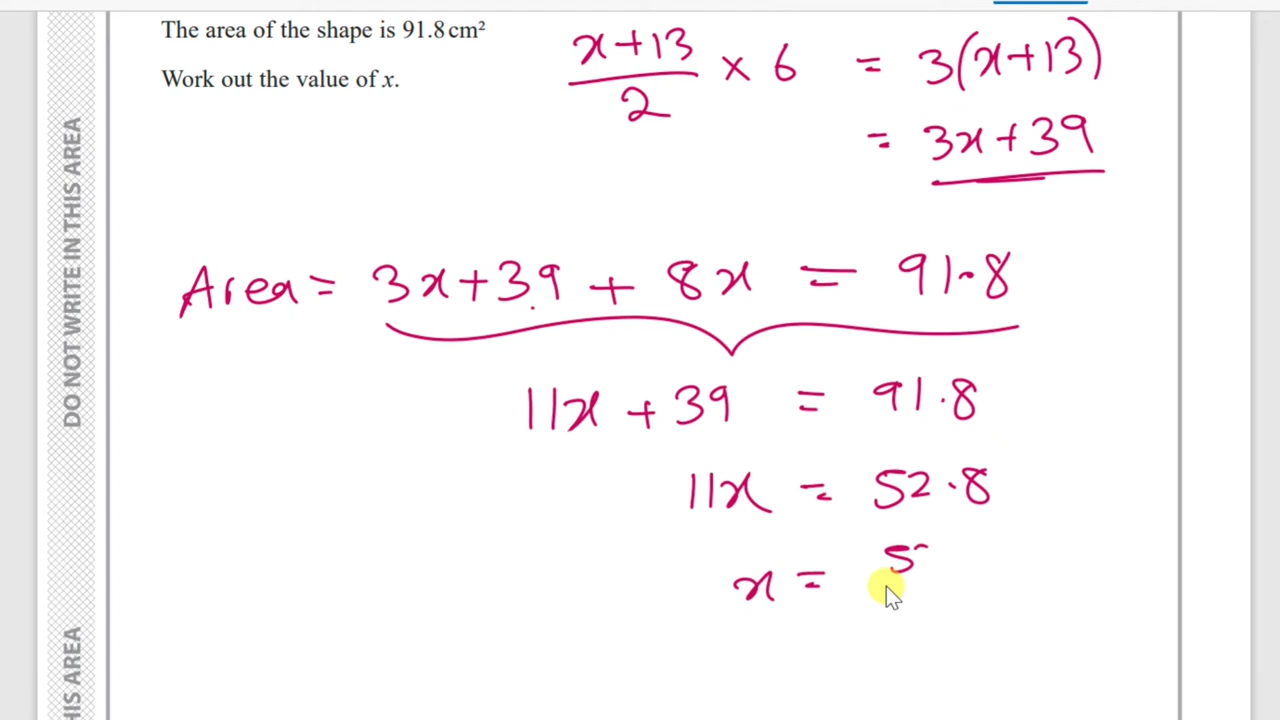 The area of the shape is 91.8 cm²
Work out the value of x.
x+13/2 × 6 = 3(x+13)
= 3x+39
Area = 3x+39 + 8x = 91.8
11x + 39 = 91.8
11x = 52.8
x = 5
DO NOT WRITE IN THIS AREA
HIS AREA